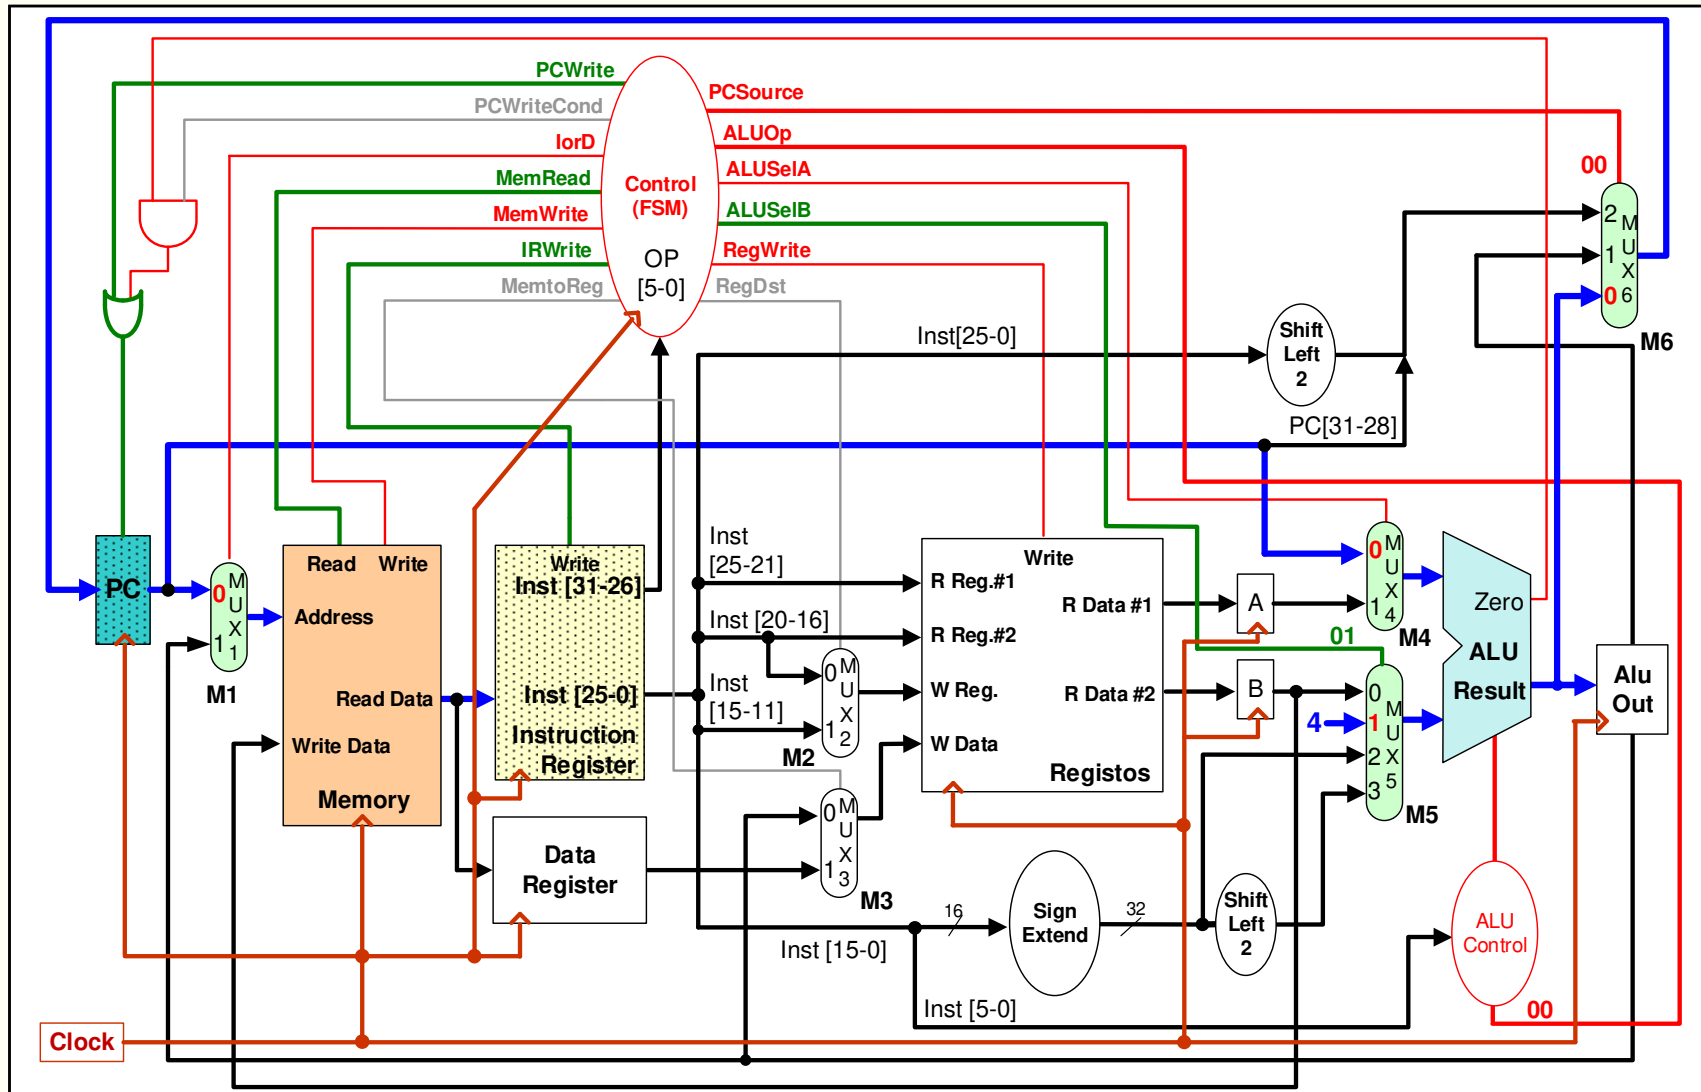 PCWrite
PCWriteCond
IorD
MemRead
MemWrite
IRWrite
MemtoReg
Control
(FSM)
OP
[5-0]
PCSource
ALUOp
ALUSelA
ALUSelB
RegWrite
RegDst
00
2
1
0
M
U
X
6
M6
Inst[25-0]
Shift
Left
2
PC[31-28]
PC
0
1
M
U
X
1
M1
Read
Write
Address
Read Data
Write Data
Memory
Write
Inst [31-26]
Inst [25-0]
Instruction
Register
Data
Register
Inst
[25-21]
Inst [20-16]
Inst
[15-11]
0
1
M
U
X
2
M2
0
1
M
U
X
3
M3
Write
R Reg.#1
R Reg.#2
W Reg.
W Data
R Data #1
R Data #2
Registos
A
B
0
1
M
U
X
4
M4
01
4
0
1
2
3
M
U
X
5
M5
Zero
ALU
Result
Alu
Out
Inst [15-0]
16
Sign
Extend
32
Shift
Left
2
ALU
Control
Inst [5-0]
00
Clock